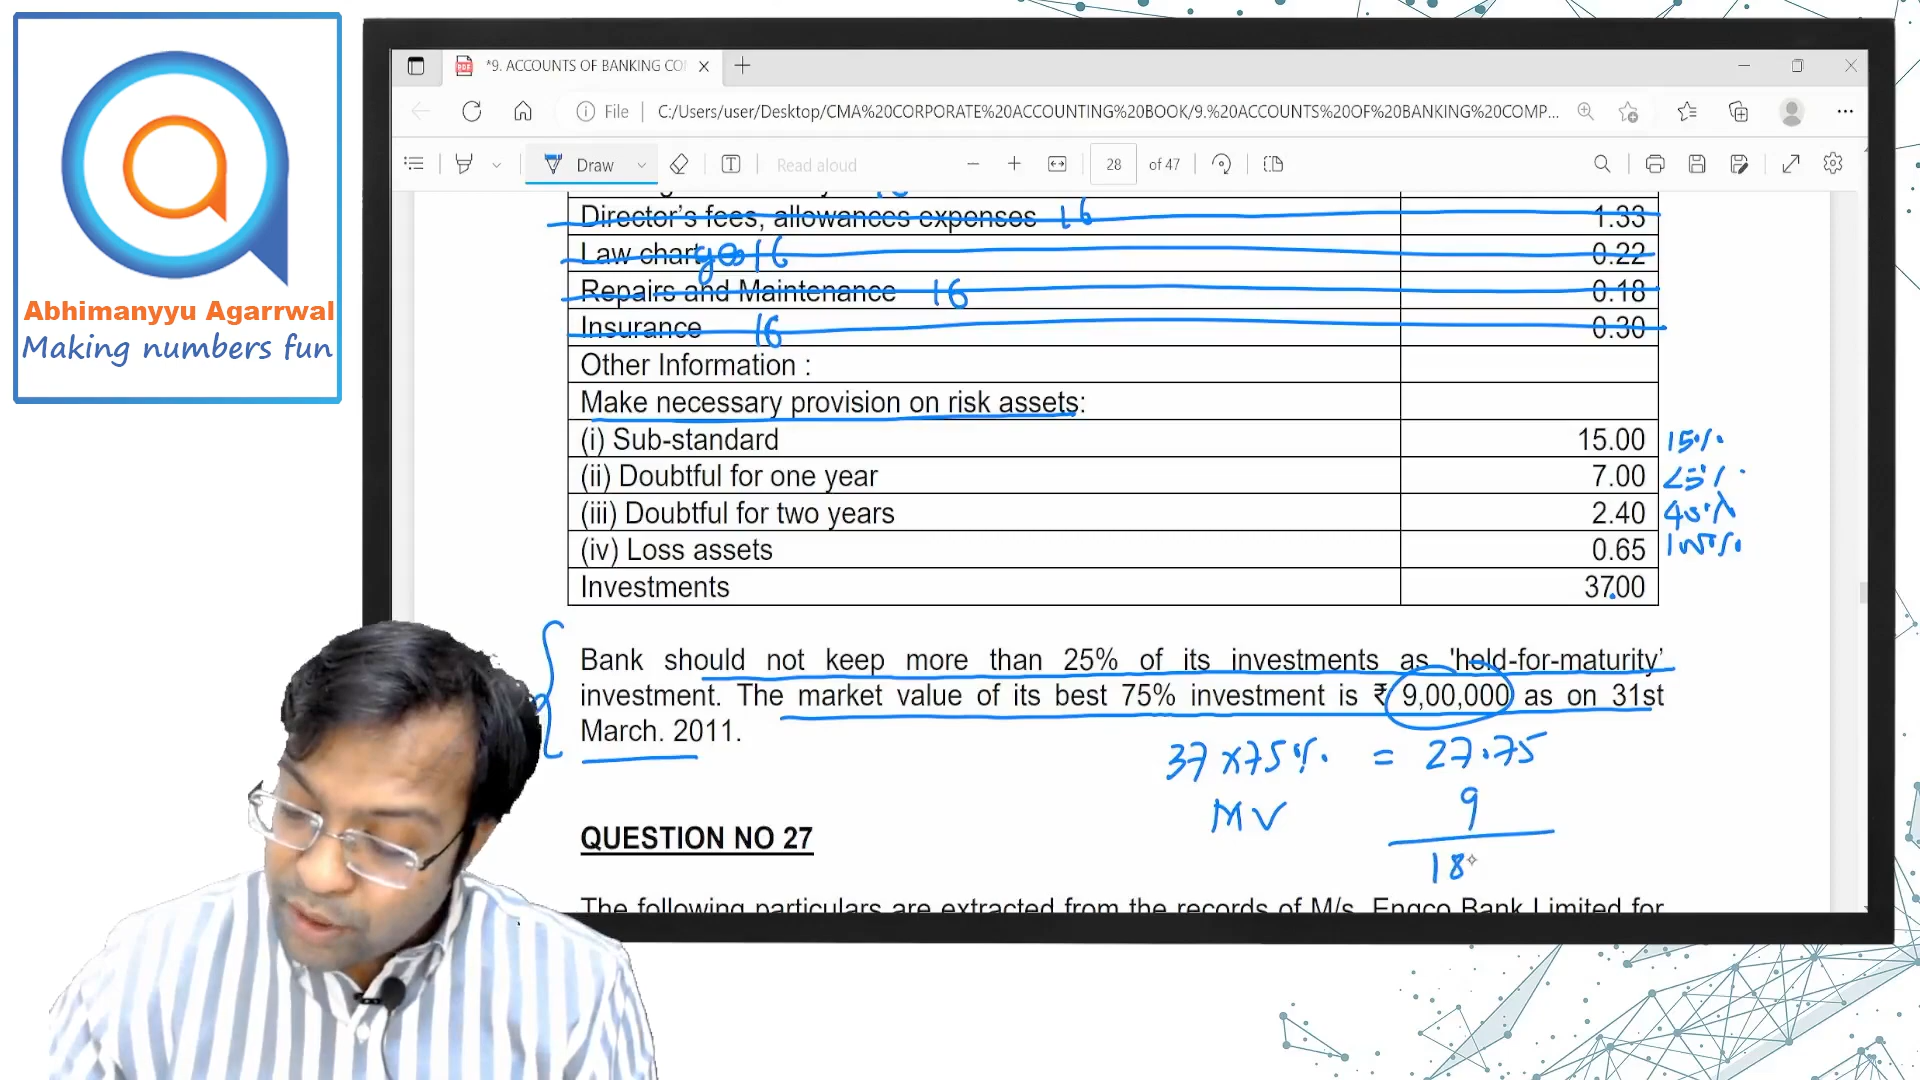 Abhimanyyu Agarrwal
Making numbers fun
*9. ACCOUNTS OF BANKING CO
File C:/Users/user/Desktop/CMA%20CORPORATE%20ACCOUNTING%20BOOK/9.%20ACCOUNTS%20OF%20BANKING%20COMP...
Draw Read aloud 28 of 47
Director's fees, allowances expenses 16 1.33
Law chart ges 16 0.22
Repairs and Maintenance 16 0.18
Insurance 16 0.30
Other Information :
Make necessary provision on risk assets:
(i) Sub-standard 15.00 15%
(ii) Doubtful for one year 7.00 25%
(iii) Doubtful for two years 2.40 40%
(iv) Loss assets 0.65 100%
Investments 37.00
Bank should not keep more than 25% of its investments as 'held-for-maturity'
investment. The market value of its best 75% investment is ₹ 9,00,000 as on 31st
March. 2011.
37 x 75% = 27.75
MV 9
18
QUESTION NO 27
The following particulars are extracted from the records of M/s. Engco Bank Limited for